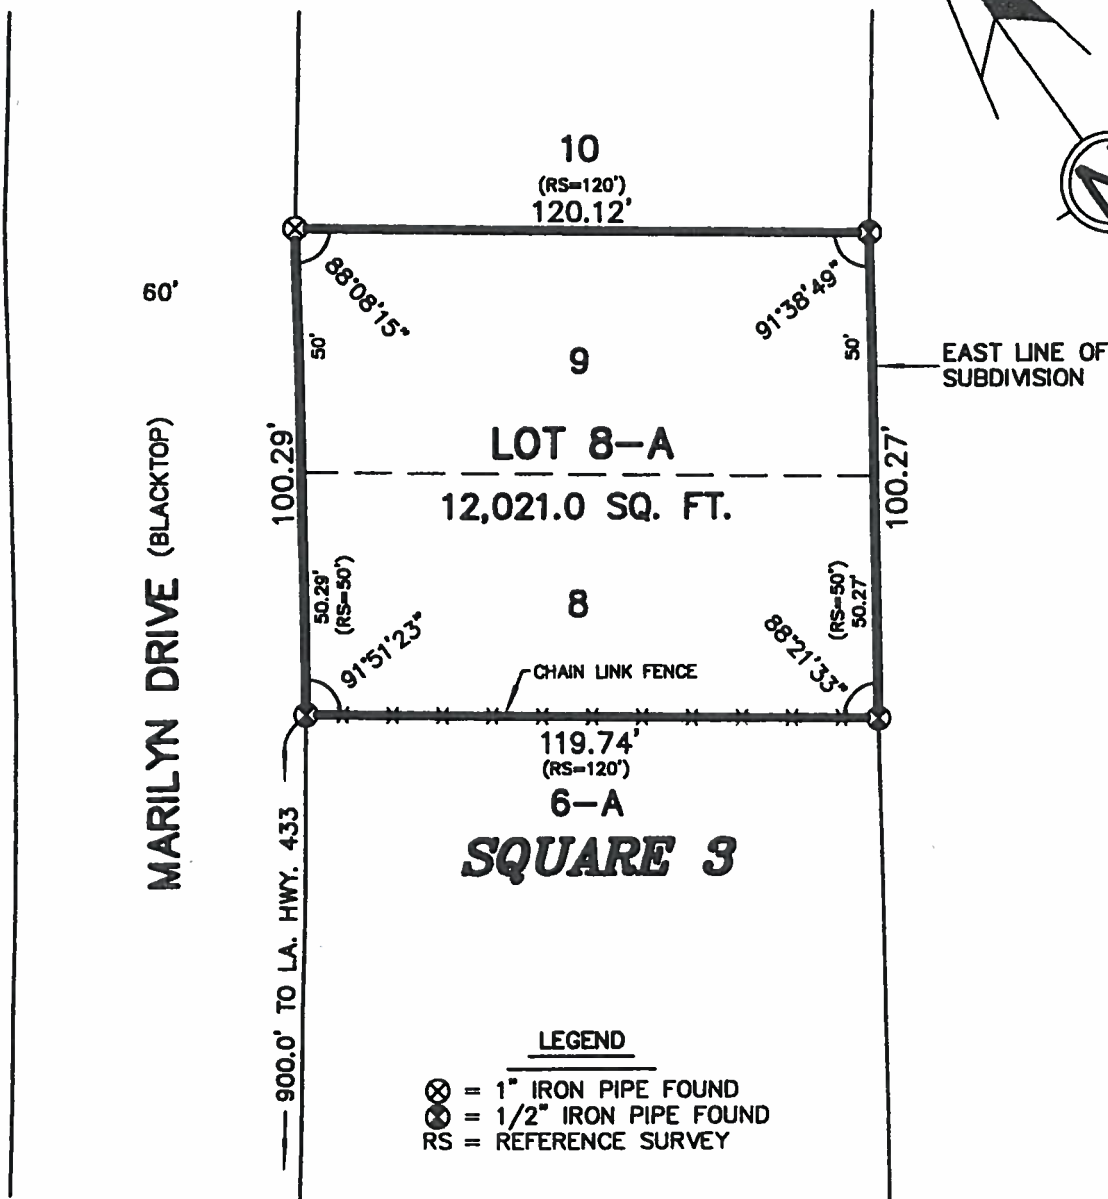 10
(RS=120')
120.12'
N
60'
88°08'15"
91°38'49"
50'
50'
9
EAST LINE OF
SUBDIVISION
LOT 8-A
100.29'
100.27'
12,021.0 SQ. FT.
MARILYN DRIVE (BLACKTOP)
50.29'
(RS=50')
8
(RS=50')
50.27'
91°51'23"
88°21'33"
CHAIN LINK FENCE
119.74'
(RS=120')
6-A
SQUARE 3
900.0' TO LA. HWY. 433
LEGEND
= 1" IRON PIPE FOUND
= 1/2" IRON PIPE FOUND
RS = REFERENCE SURVEY